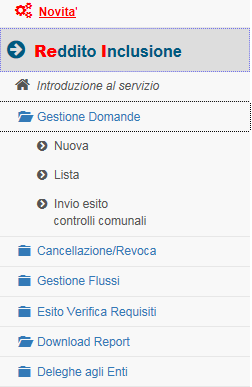 Novita'
Reddito Inclusione
Introduzione al servizio
Gestione Domande
Nuova
Lista
Invio esito
controlli comunali
Cancellazione/Revoca
Gestione Flussi
Esito Verifica Requisiti
Download Report
Deleghe agli Enti